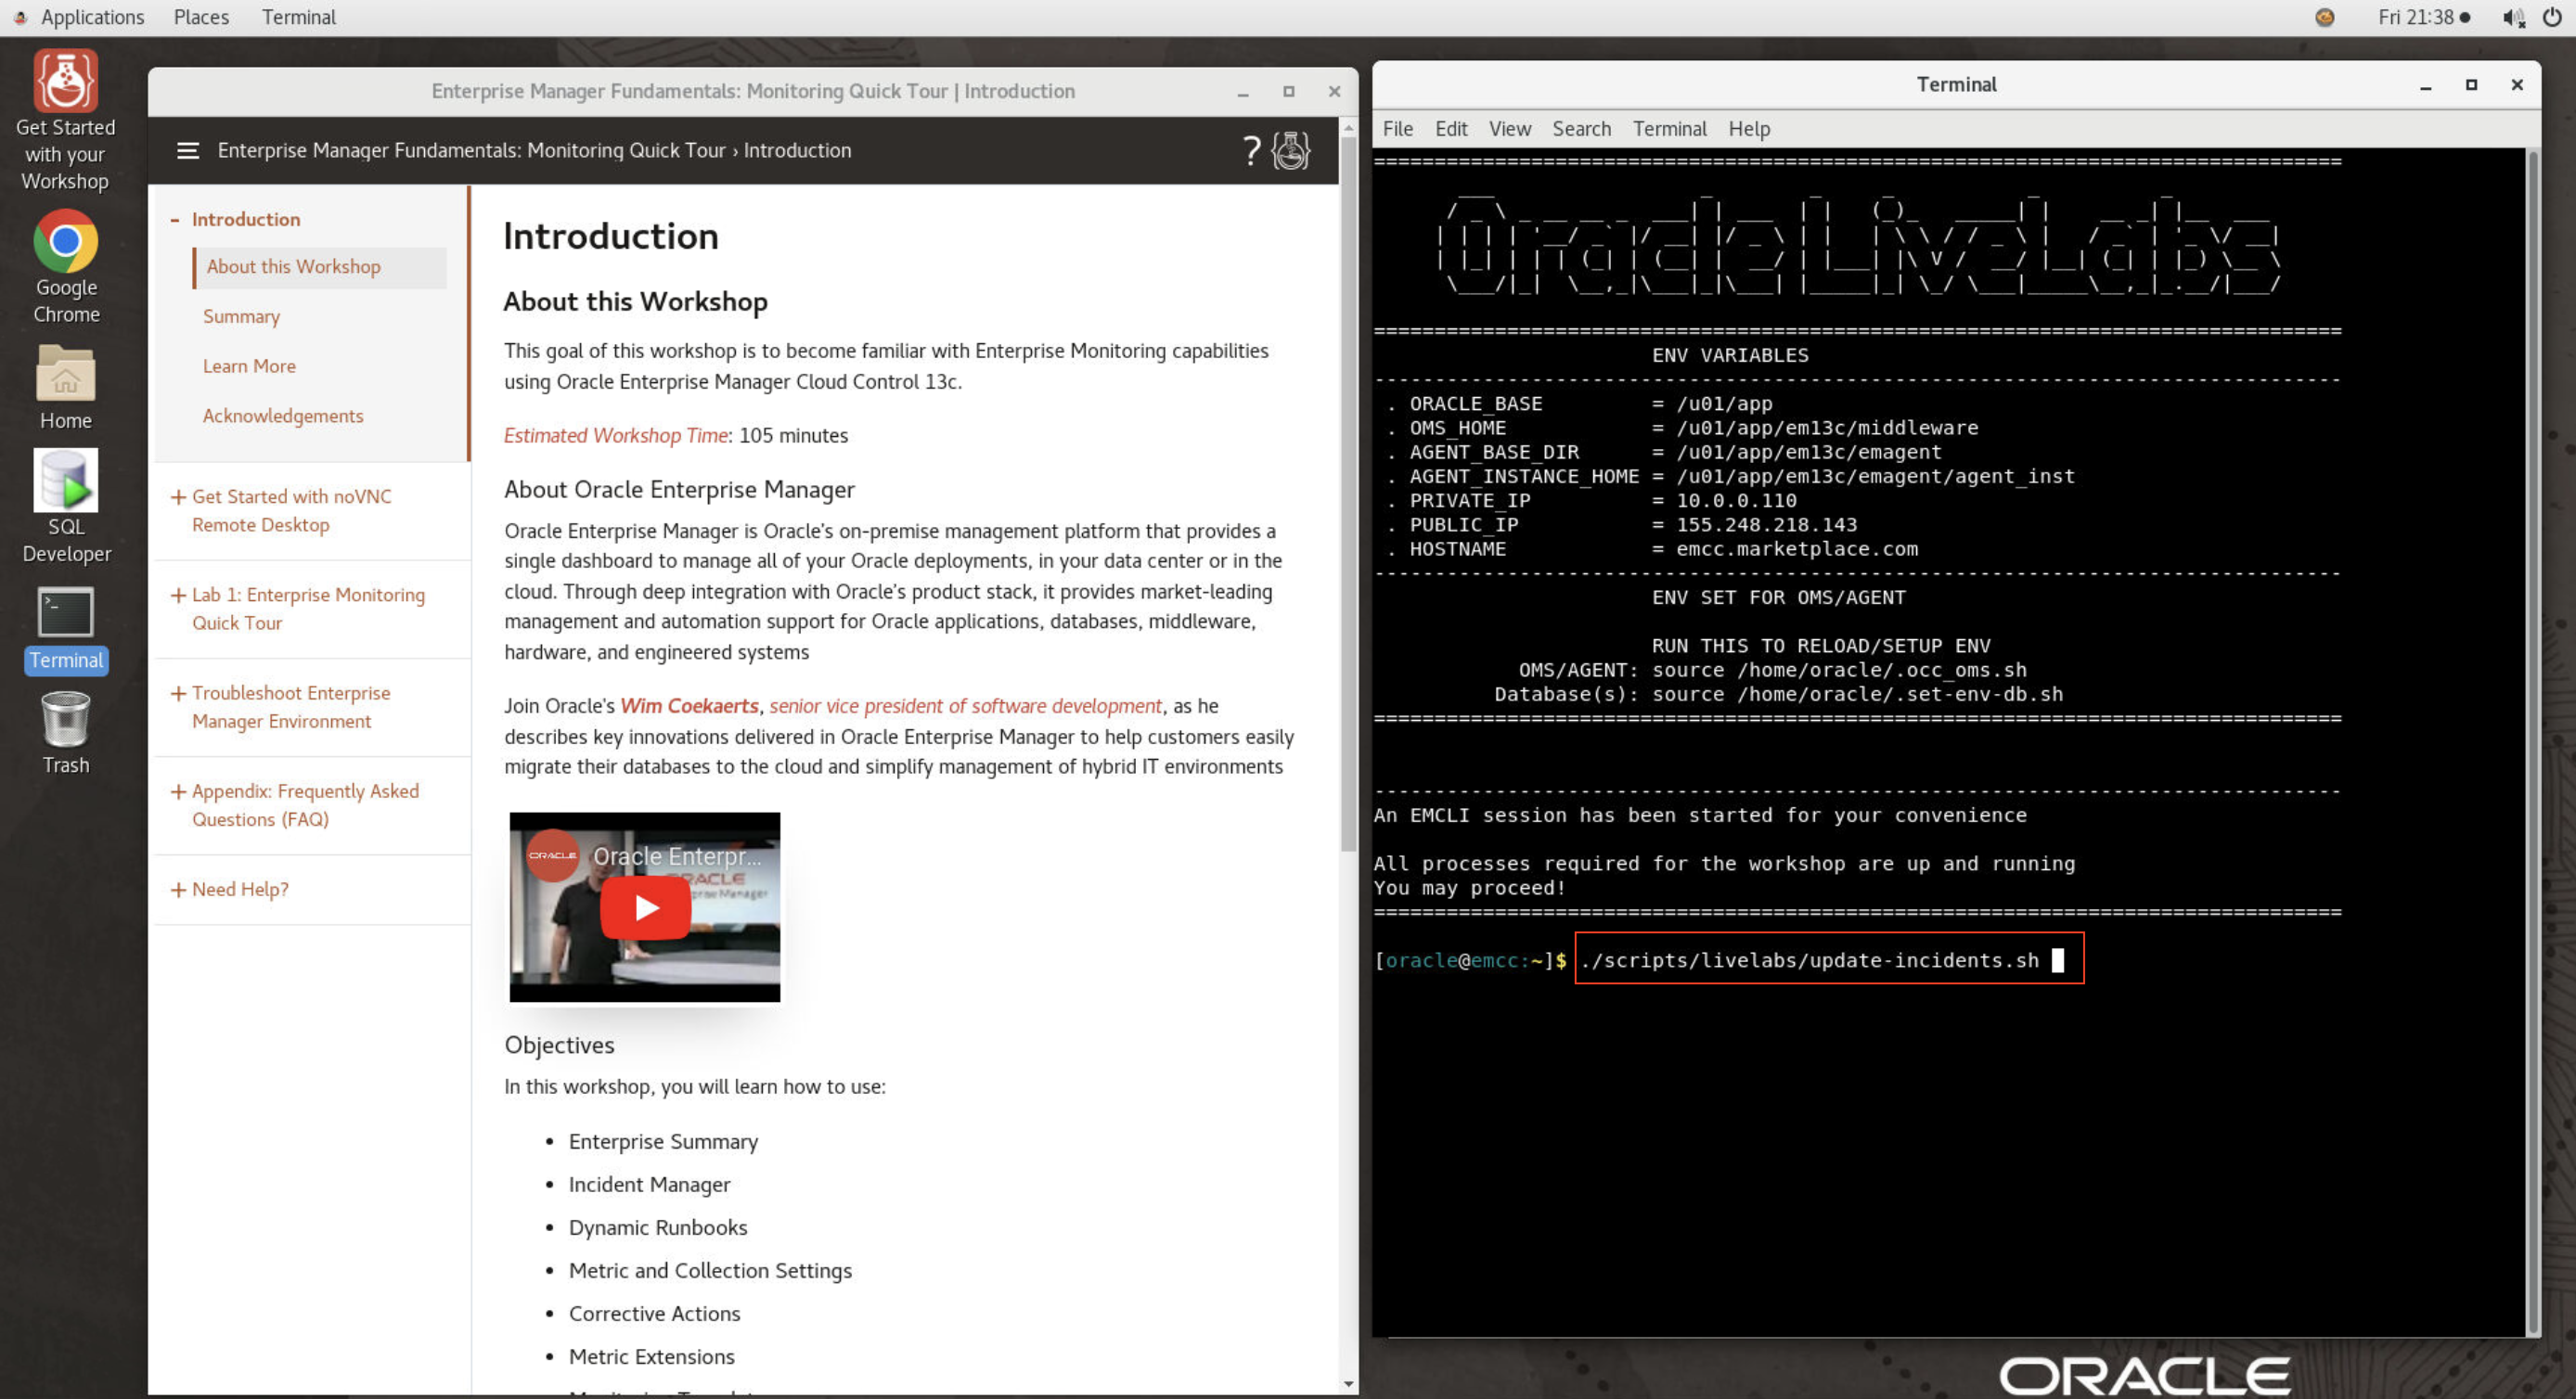 Applications Places Terminal
Fri 21:38
Get Started
with your
Workshop
Google
Chrome
Home
SQL
Developer
Terminal
Trash
Enterprise Manager Fundamentals: Monitoring Quick Tour | Introduction
Enterprise Manager Fundamentals: Monitoring Quick Tour › Introduction
?
- Introduction
About this Workshop
Summary
Learn More
Acknowledgements
+ Get Started with noVNC
Remote Desktop
+ Lab 1: Enterprise Monitoring
Quick Tour
+ Troubleshoot Enterprise
Manager Environment
+ Appendix: Frequently Asked
Questions (FAQ)
+ Need Help?
Introduction
About this Workshop
This goal of this workshop is to become familiar with Enterprise Monitoring capabilities
using Oracle Enterprise Manager Cloud Control 13c.
Estimated Workshop Time: 105 minutes
About Oracle Enterprise Manager
Oracle Enterprise Manager is Oracle's on-premise management platform that provides a
single dashboard to manage all of your Oracle deployments, in your data center or in the
cloud. Through deep integration with Oracle's product stack, it provides market-leading
management and automation support for Oracle applications, databases, middleware,
hardware, and engineered systems
Join Oracle's Wim Coekaerts, senior vice president of software development, as he
describes key innovations delivered in Oracle Enterprise Manager to help customers easily
migrate their databases to the cloud and simplify management of hybrid IT environments
ORACLE
Oracle Enterpr...
Objectives
In this workshop, you will learn how to use:
• Enterprise Summary
• Incident Manager
• Dynamic Runbooks
• Metric and Collection Settings
• Corrective Actions
• Metric Extensions
Terminal
File Edit View Search Terminal Help
Oracle LiveLabs
ENV VARIABLES
. ORACLE_BASE = /u01/app
. OMS_HOME = /u01/app/em13c/middleware
. AGENT_BASE_DIR = /u01/app/em13c/emagent
. AGENT_INSTANCE_HOME = /u01/app/em13c/emagent/agent_inst
. PRIVATE_IP = 10.0.0.110
. PUBLIC_IP = 155.248.218.143
. HOSTNAME = emcc.marketplace.com
ENV SET FOR OMS/AGENT
RUN THIS TO RELOAD/SETUP ENV
OMS/AGENT: source /home/oracle/.occ_oms.sh
Database(s): source /home/oracle/.set-env-db.sh
An EMCLI session has been started for your convenience
All processes required for the workshop are up and running
You may proceed!
[oracle@emcc:~]$ ./scripts/livelabs/update-incidents.sh
ORACLE